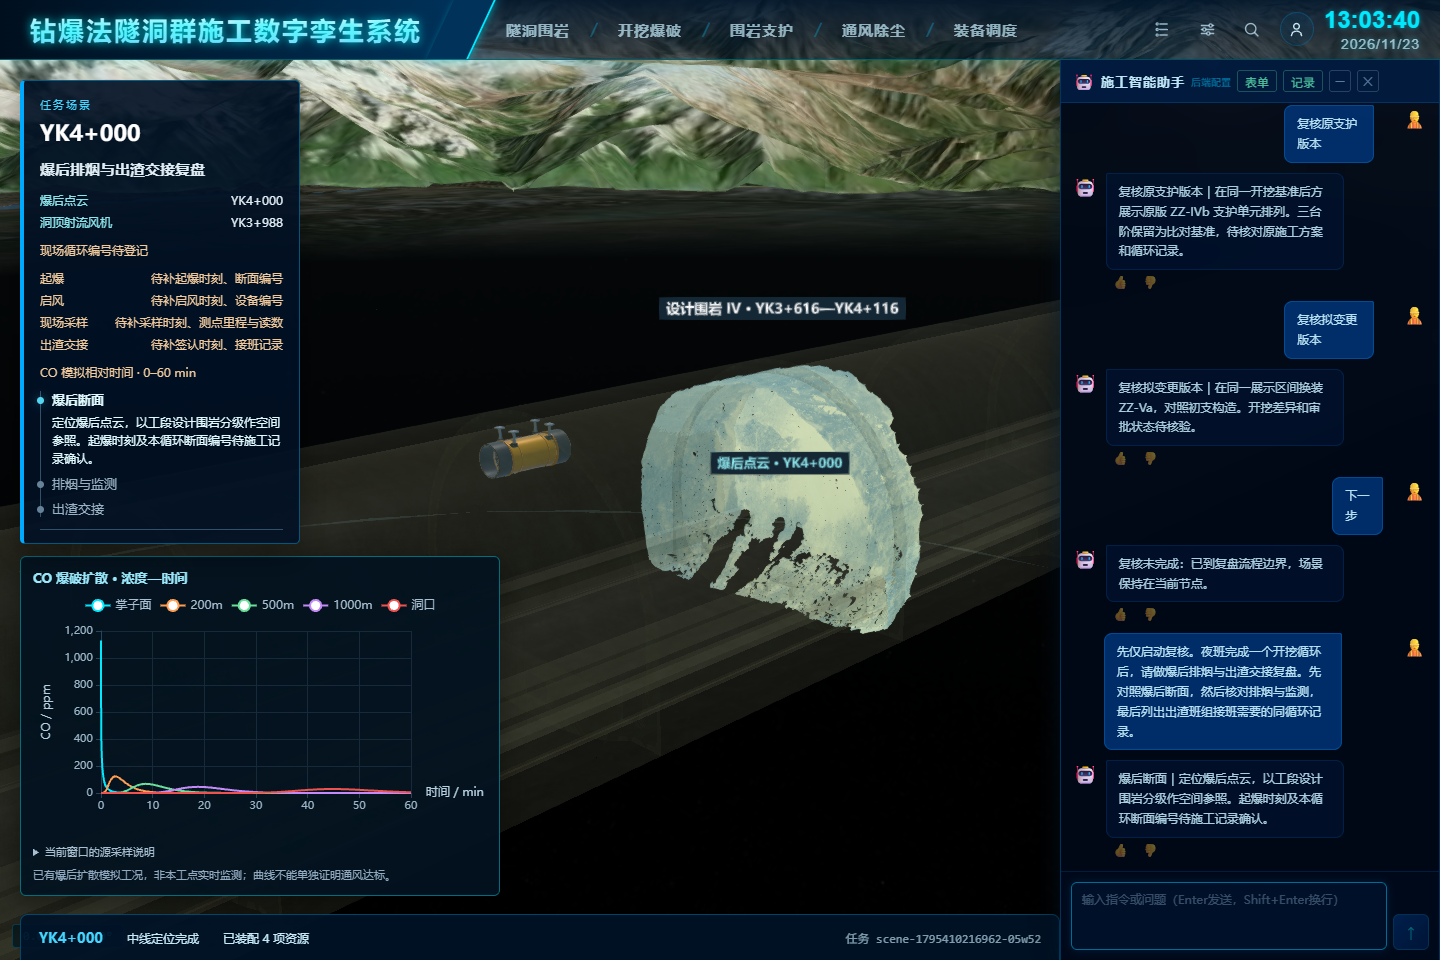 钻爆法隧洞群施工数字孪生系统
隧洞围岩 / 开挖爆破 / 围岩支护 / 通风除尘 / 装备调度
13:03:40
2026/11/23
任务场景
YK4+000
爆后排烟与出渣交接复盘
爆后点云 YK4+000
洞顶射流风机 YK3+988
现场循环编号待登记
起爆 待补起爆时刻、断面编号
启风 待补启风时刻、设备编号
现场采样 待补采样时刻、测点里程与读数
出渣交接 待补签认时刻、接班记录
CO 模拟相对时间 · 0–60 min
爆后断面
定位爆后点云，以工段设计围岩分级作空间
参照。起爆时刻及本循环断面编号待施工记
录确认。
排烟与监测
出渣交接
CO 爆破扩散 • 浓度—时间
掌子面 200m 500m 1000m 洞口
1,200
1,000
800
600
400
200
0
CO / ppm
0 10 20 30 40 50 60
时间 / min
▶ 当前窗口的源采样说明
已有爆后扩散模拟工况，非本工点实时监测；曲线不能单独证明通风达标。
设计围岩 IV • YK3+616—YK4+116
爆后点云 • YK4+000
YK4+000 中线定位完成 已装配 4 项资源
任务 scene-1795410216962-05w52
施工智能助手 后端配置 表单 记录
复核原支护
版本
复核原支护版本 | 在同一开挖基准后方
展示原版 ZZ-IVb 支护单元排列。三台
阶保留为比对基准，待核对原施工方案
和循环记录。
复核拟变更
版本
复核拟变更版本 | 在同一展示区间换装
ZZ-Va，对照初支构造。开挖差异和审
批状态待核验。
下一
步
复核未完成：已到复盘流程边界，场景
保持在当前节点。
先仅启动复核。夜班完成一个开挖循环
后，请做爆后排烟与出渣交接复盘。先
对照爆后断面，然后核对排烟与监测，
最后列出出渣班组接班需要的同循环记
录。
爆后断面 | 定位爆后点云，以工段设计
围岩分级作空间参照。起爆时刻及本循
环断面编号待施工记录确认。
输入指令或问题（Enter发送，Shift+Enter换行）